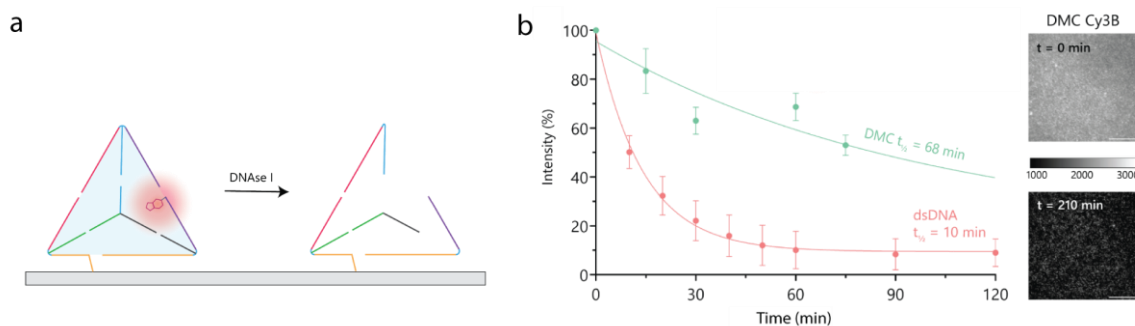 a
DNAse I
b
Intensity (%)
100
80
60
40
20
0
0
30
60
90
120
Time (min)
DMC t½ = 68 min
dsDNA
t½ = 10 min
DMC Cy3B
t = 0 min
1000 2000 3000
t = 210 min